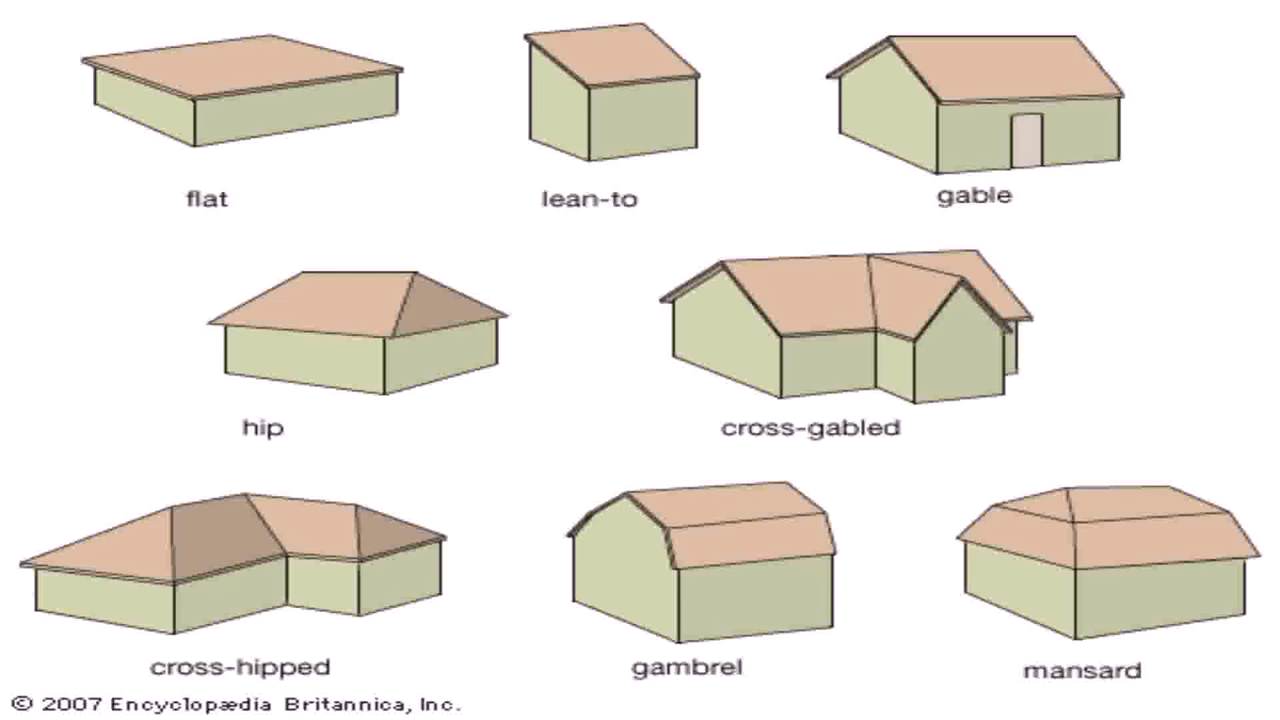 flat
lean-to
gable
hip
cross-gabled
cross-hipped
gambrel
mansard
© 2007 Encyclopædia Britannica, Inc.